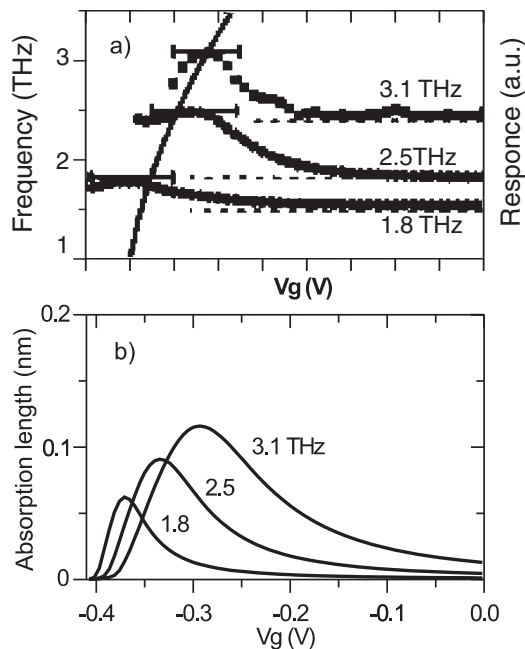 a)
3
2
1
Frequency (THz)
Responce (a.u.)
3.1 THz
2.5THz
1.8 THz
Vg (V)
b)
0.2
0.1
0
Absorption length (nm)
3.1 THz
2.5
1.8
-0.4 -0.3 -0.2 -0.1 0.0
Vg (V)